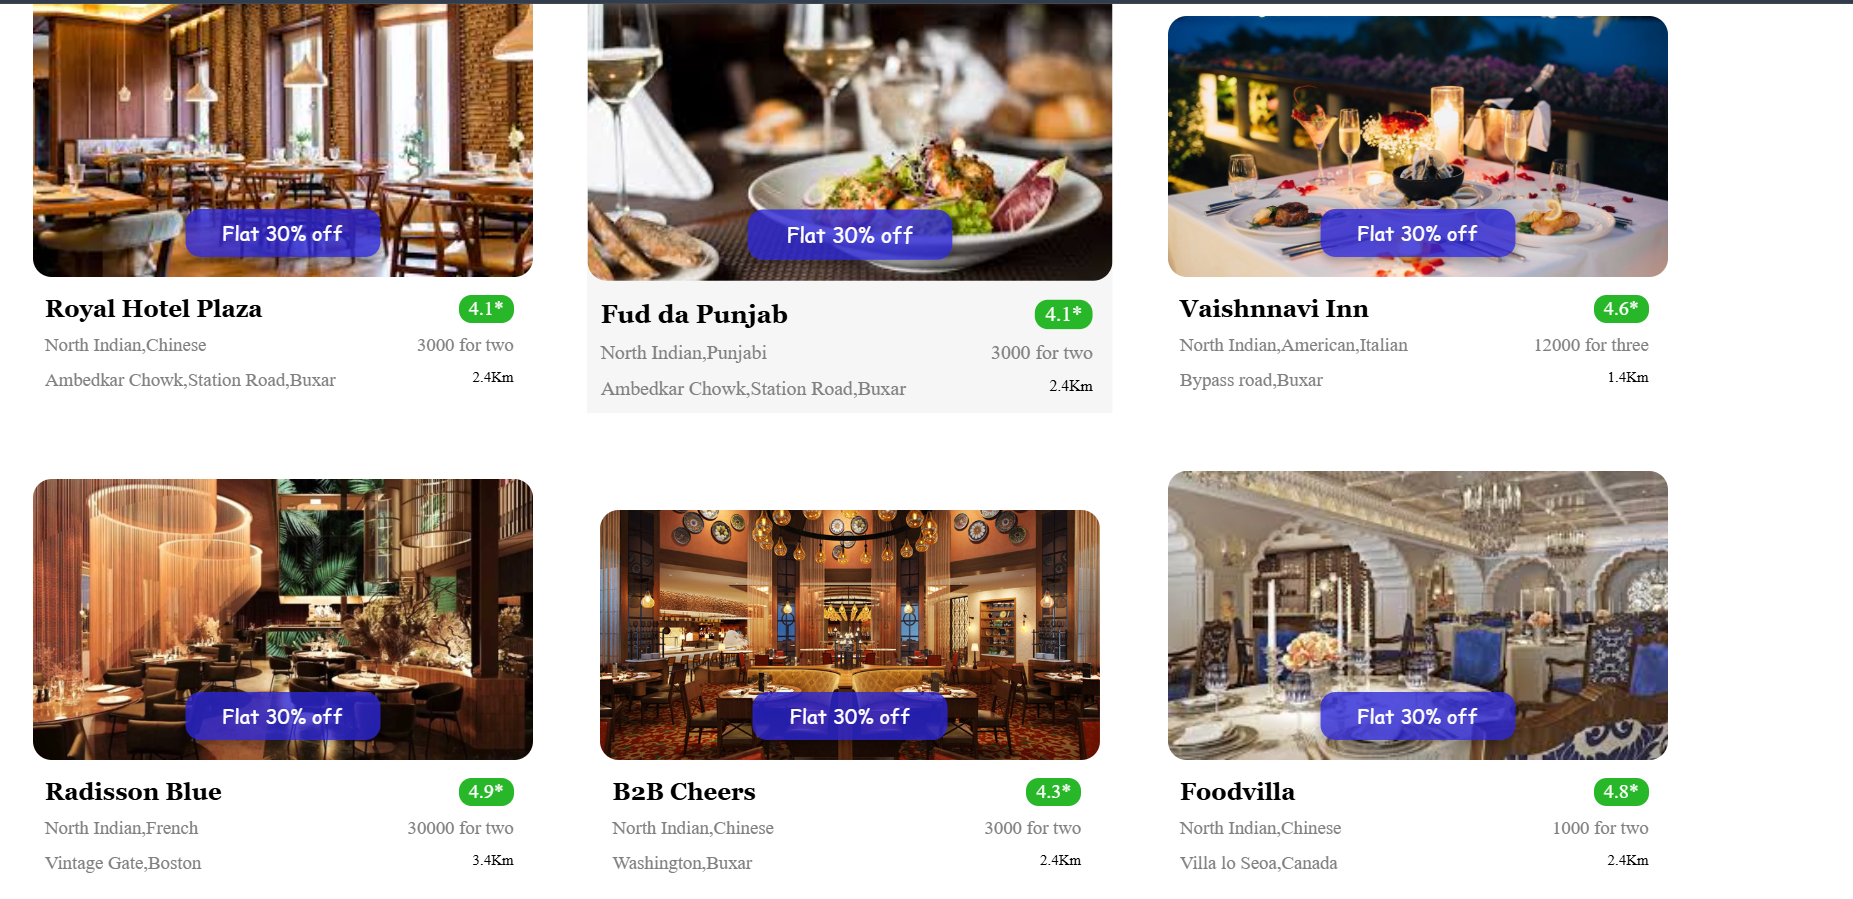 Flat 30% off
Royal Hotel Plaza 4.1*
North Indian,Chinese 3000 for two
Ambedkar Chowk,Station Road,Buxar 2.4Km
Flat 30% off
Fud da Punjab 4.1*
North Indian,Punjabi 3000 for two
Ambedkar Chowk,Station Road,Buxar 2.4Km
Flat 30% off
Vaishnnavi Inn 4.6*
North Indian,American,Italian 12000 for three
Bypass road,Buxar 1.4Km
Flat 30% off
Radisson Blue 4.9*
North Indian,French 30000 for two
Vintage Gate,Boston 3.4Km
Flat 30% off
B2B Cheers 4.3*
North Indian,Chinese 3000 for two
Washington,Buxar 2.4Km
Flat 30% off
Foodvilla 4.8*
North Indian,Chinese 1000 for two
Villa lo Seoa,Canada 2.4Km